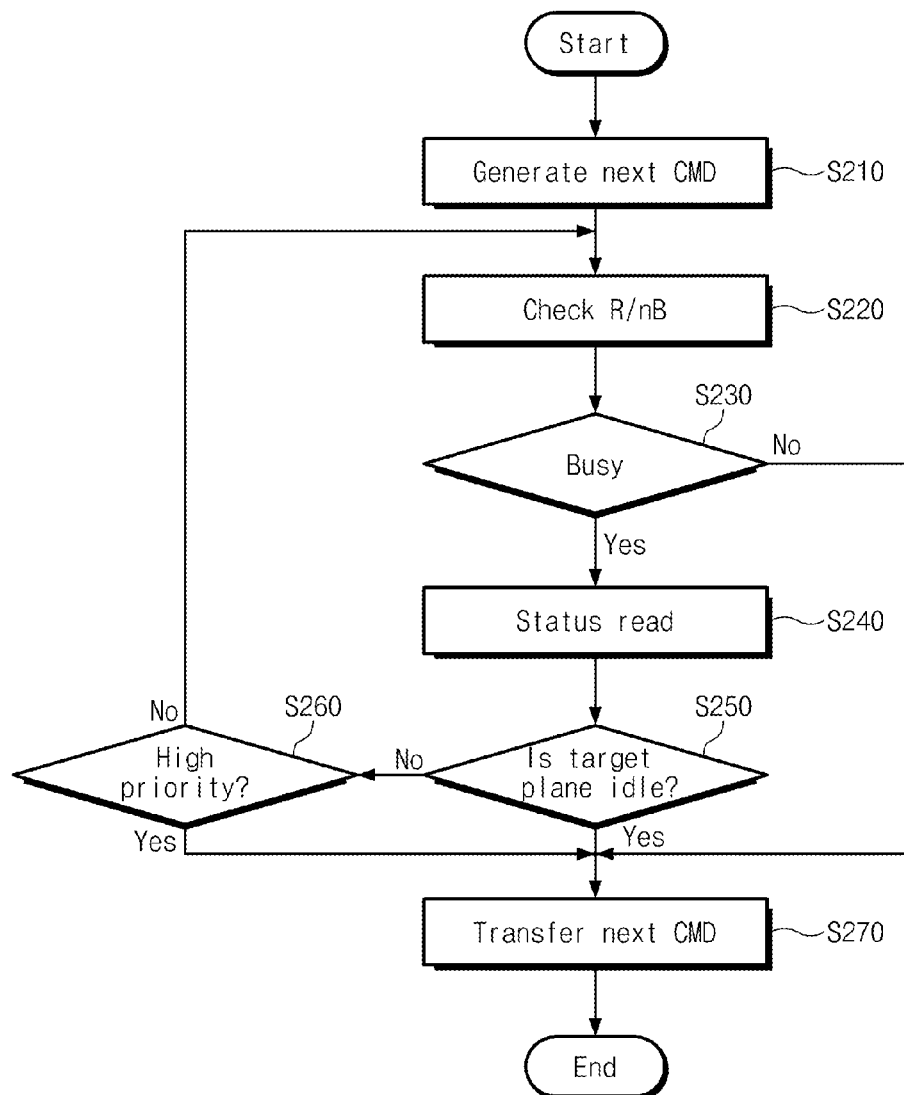 Start
Generate next CMD
S210
Check R/nB
S220
S230
Busy
No
Yes
Status read
S240
No
S260
S250
High
priority?
No
Is target
plane idle?
Yes
Yes
Transfer next CMD
S270
End